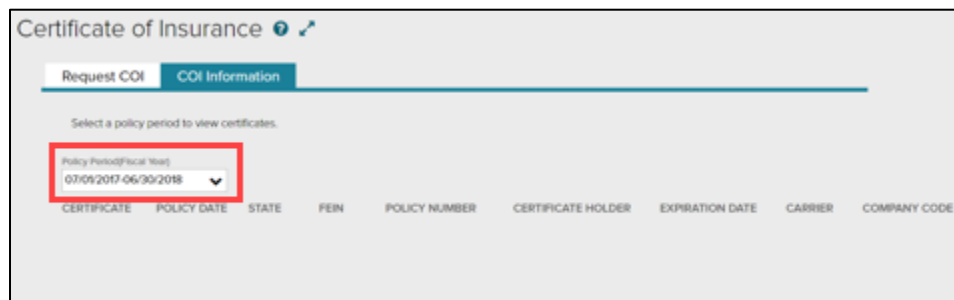 Certificate of Insurance ?
Request COI COI Information
Select a policy period to view certificates.
Policy Period(Fiscal Year)
07/01/2017-06/30/2018
CERTIFICATE POLICY DATE STATE FEIN POLICY NUMBER CERTIFICATE HOLDER EXPIRATION DATE CARRIER COMPANY CODE